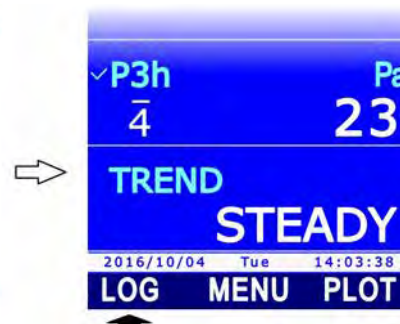 ✓P3h Pa
4̅ 23
TREND
STEADY
2016/10/04 Tue 14:03:38
LOG MENU PLOT